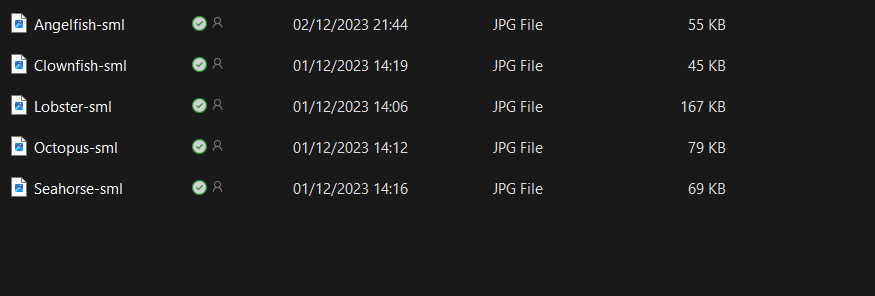 Angelfish-sml 02/12/2023 21:44 JPG File 55 KB
Clownfish-sml 01/12/2023 14:19 JPG File 45 KB
Lobster-sml 01/12/2023 14:06 JPG File 167 KB
Octopus-sml 01/12/2023 14:12 JPG File 79 KB
Seahorse-sml 01/12/2023 14:16 JPG File 69 KB